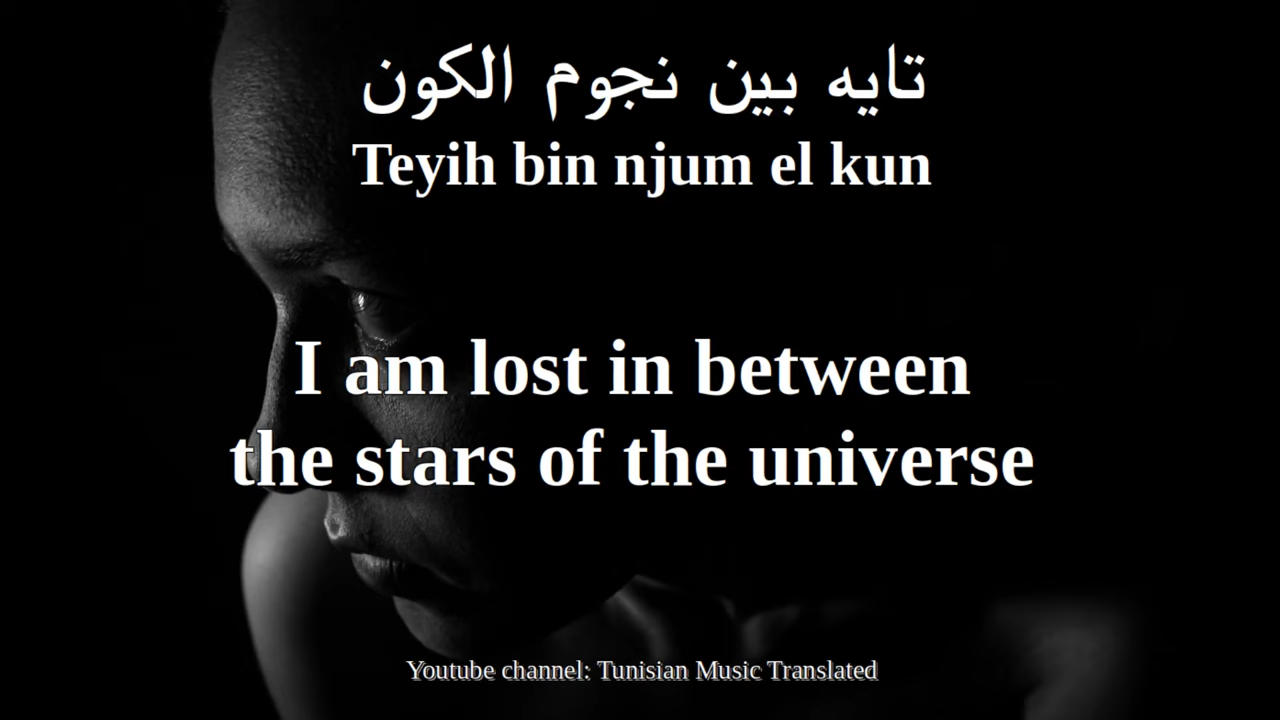 تايه بين نجوم الكون
Teyih bin njum el kun
I am lost in between
the stars of the universe
Youtube channel: Tunisian Music Translated